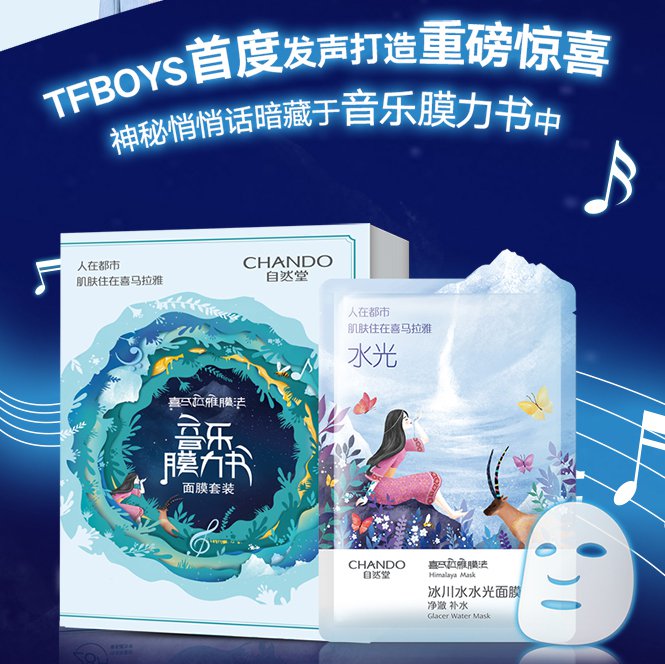 TFBOYS首度发声打造重磅惊喜
神秘悄悄话暗藏于音乐膜力书中
人在都市
肌肤住在喜马拉雅
CHANDO
自然堂
喜马拉雅膜法
音乐
膜力书
面膜套装
人在都市
肌肤住在喜马拉雅
水光
CHANDO
自然堂
喜马拉雅膜法
Himalaya Mask
冰川水水光面膜
净澈 补水
Glacer Water Mask